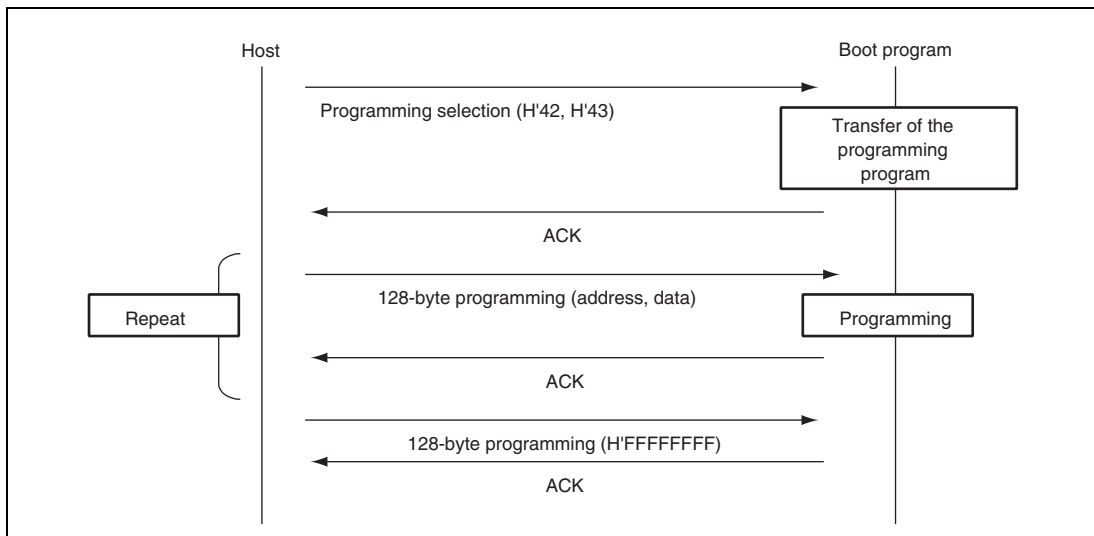 Host
Boot program
Programming selection (H'42, H'43)
Transfer of the
programming
program
ACK
128-byte programming (address, data)
Repeat
Programming
ACK
128-byte programming (H'FFFFFFFF)
ACK